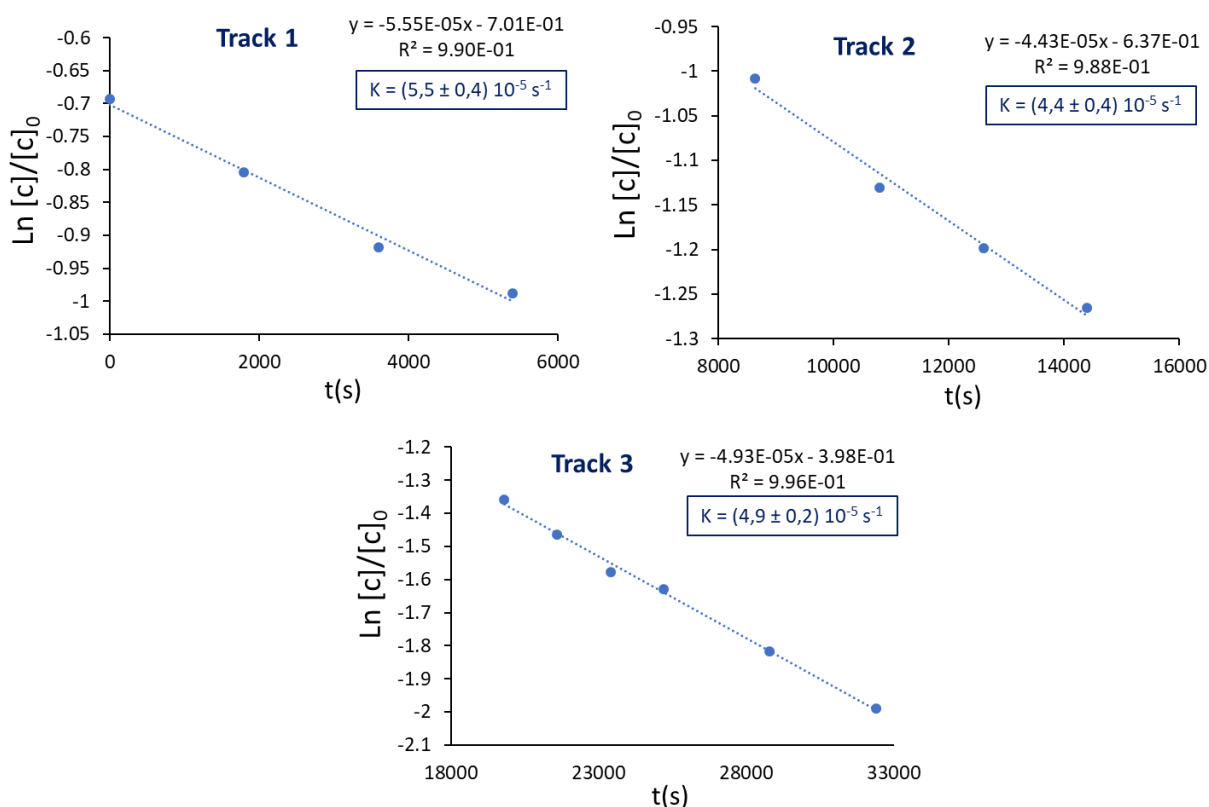 Track 1
y = -5.55E-05x - 7.01E-01
R² = 9.90E-01
K = (5,5 ± 0,4) 10⁻⁵ s⁻¹
Ln [c]/[c]₀
-0.6
-0.65
-0.7
-0.75
-0.8
-0.85
-0.9
-0.95
-1
-1.05
0 2000 4000 6000
t(s)
Track 2
y = -4.43E-05x - 6.37E-01
R² = 9.88E-01
K = (4,4 ± 0,4) 10⁻⁵ s⁻¹
Ln [c]/[c]₀
-0.95
-1
-1.05
-1.1
-1.15
-1.2
-1.25
-1.3
8000 10000 12000 14000 16000
t(s)
Track 3
y = -4.93E-05x - 3.98E-01
R² = 9.96E-01
K = (4,9 ± 0,2) 10⁻⁵ s⁻¹
Ln [c]/[c]₀
-1.2
-1.3
-1.4
-1.5
-1.6
-1.7
-1.8
-1.9
-2
-2.1
18000 23000 28000 33000
t(s)